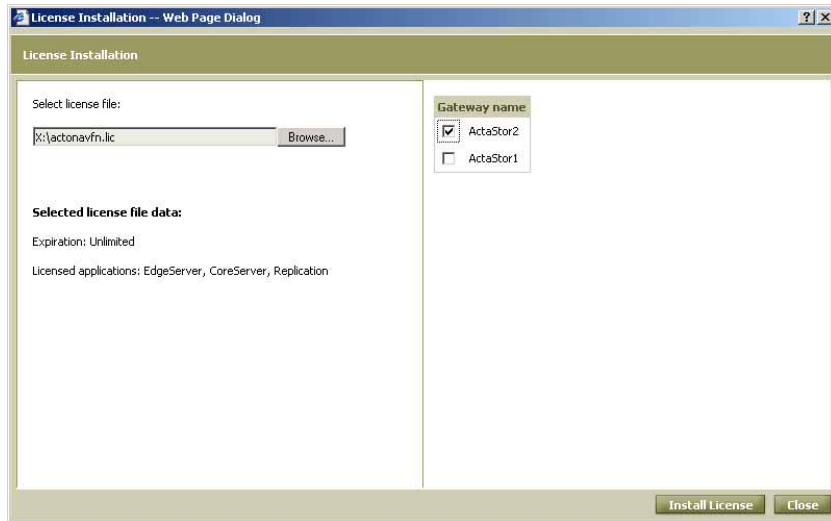 License Installation -- Web Page Dialog
License Installation
Select license file:
X:\actonavfn.lic
Browse...
Selected license file data:
Expiration: Unlimited
Licensed applications: EdgeServer, CoreServer, Replication
Gateway name
ActaStor2
ActaStor1
Install License
Close